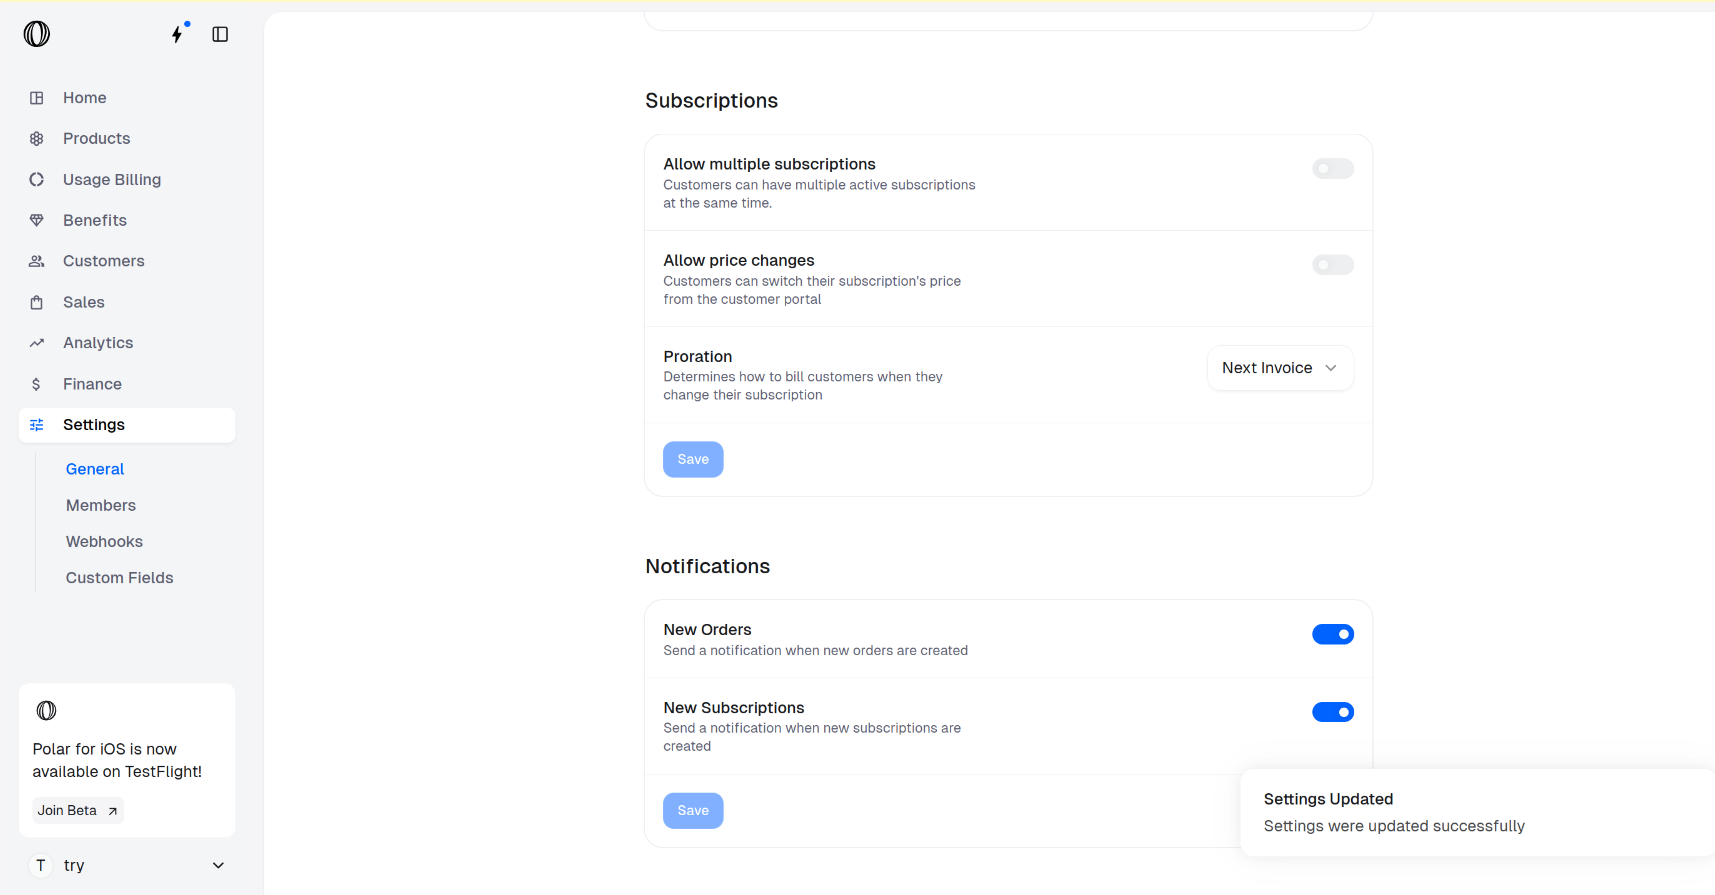 Home
Products
Usage Billing
Benefits
Customers
Sales
Analytics
Finance
Settings
General
Members
Webhooks
Custom Fields
Polar for iOS is now
available on TestFlight!
Join Beta
T try
Subscriptions
Allow multiple subscriptions
Customers can have multiple active subscriptions
at the same time.
Allow price changes
Customers can switch their subscription's price
from the customer portal
Proration
Determines how to bill customers when they
change their subscription
Next Invoice
Save
Notifications
New Orders
Send a notification when new orders are created
New Subscriptions
Send a notification when new subscriptions are
created
Save
Settings Updated
Settings were updated successfully